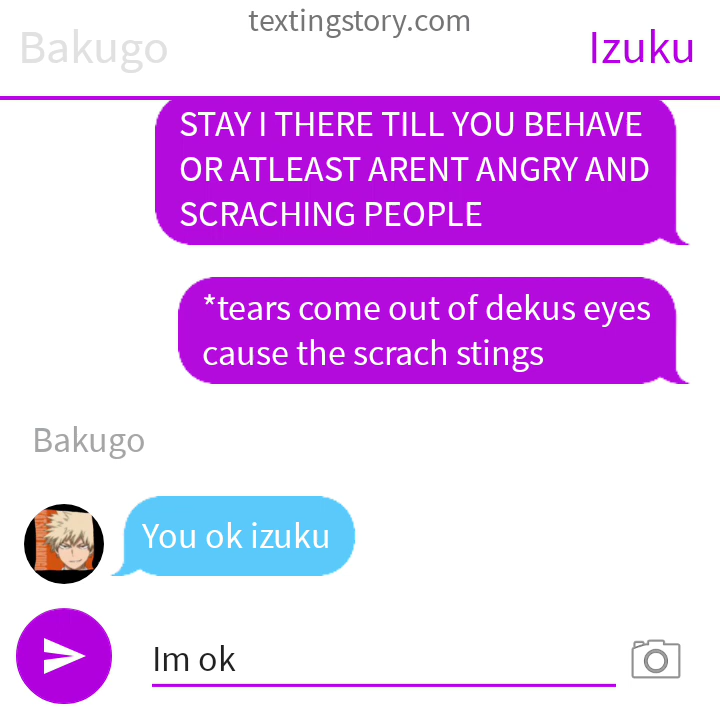 textingstory.com
Bakugo
Izuku
STAY I THERE TILL YOU BEHAVE
OR ATLEAST ARENT ANGRY AND
SCRACHING PEOPLE
*tears come out of dekus eyes
cause the scrach stings
Bakugo
You ok izuku
Im ok